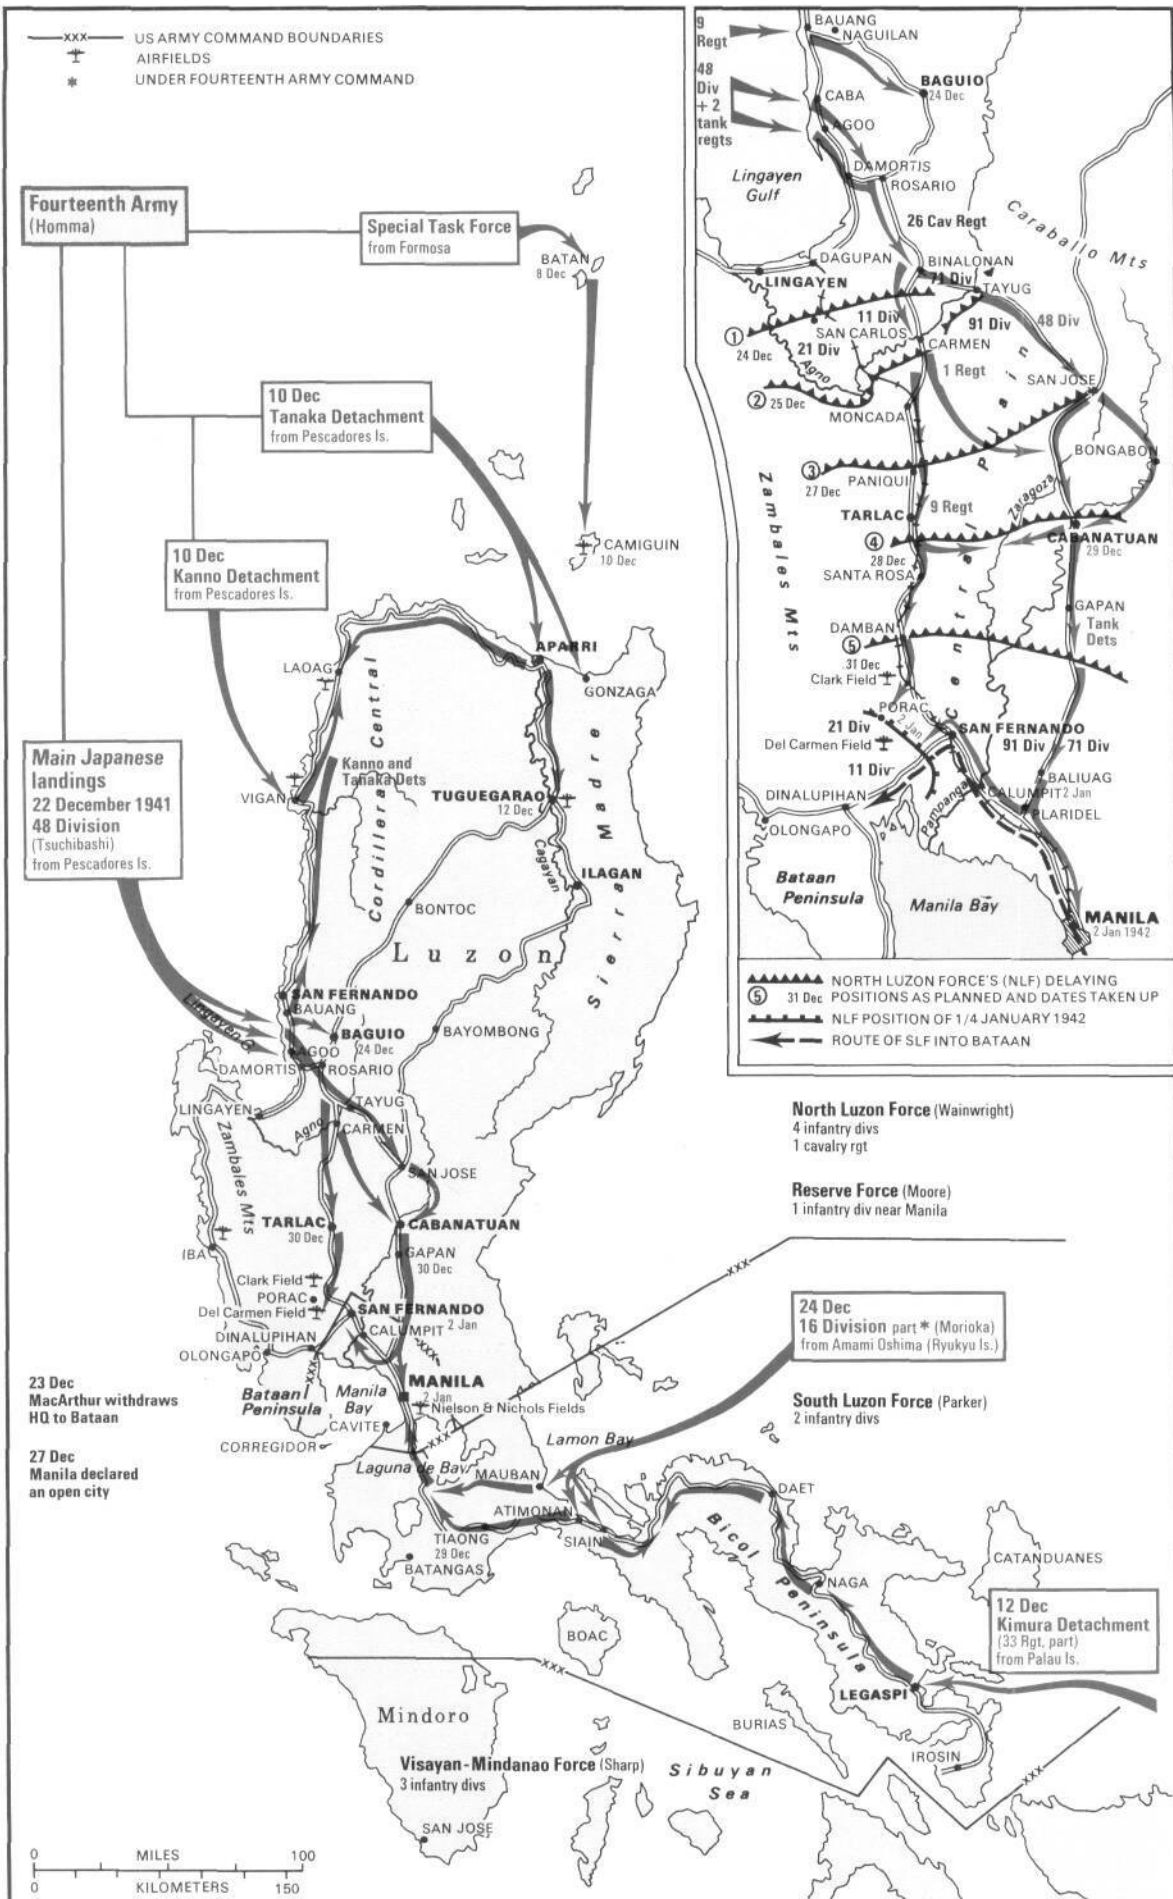 US ARMY COMMAND BOUNDARIES
AIRFIELDS
* UNDER FOURTEENTH ARMY COMMAND
Fourteenth Army
(Homma)
Special Task Force
from Formosa
BATAN
8 Dec
10 Dec
Tanaka Detachment
from Pescadores Is.
10 Dec
Kanno Detachment
from Pescadores Is.
CAMIGUIN
10 Dec
Main Japanese
landings
22 December 1941
48 Division
(Tsuchibashi)
from Pescadores Is.
LAOAG
APARRI
GONZAGA
VIGAN
Kanno and
Tanaka Dets
Cordillera Central
TUGUEGARAO
12 Dec
Cagayan
ILAGAN
Sierra Madre
BONTOC
Luzon
BAYOMBONG
SAN FERNANDO
BAUANG
Lingayen G.
BAGUIO
24 Dec
AGOO
DAMORTIS
ROSARIO
LINGAYEN
TAYUG
Agno
CARMEN
Zambales Mts
SAN JOSE
TARLAC
30 Dec
CABANATUAN
IBA
GAPAN
30 Dec
Clark Field
PORAC
Del Carmen Field
SAN FERNANDO
2 Jan
CALUMPIT
DINALUPIHAN
OLONGAPO
xxx
xxx
MANILA
2 Jan
Nielson & Nichols Fields
Bataan
Peninsula
Manila
Bay
CAVITE
CORREGIDOR
xxx
Laguna de Bay
23 Dec
MacArthur withdraws
HQ to Bataan
27 Dec
Manila declared
an open city
Lamon Bay
MAUBAN
ATIMONAN
TIAONG
29 Dec
SIAIN
BATANGAS
DAET
Bicol Peninsula
NAGA
CATANDUANES
LEGASPI
IROSIN
BURIAS
BOAC
xxx
xxx
Mindoro
Visayan-Mindanao Force (Sharp)
3 infantry divs
Sibuyan
Sea
SAN JOSE
0 MILES 100
0 KILOMETERS 150
North Luzon Force (Wainwright)
4 infantry divs
1 cavalry rgt
Reserve Force (Moore)
1 infantry div near Manila
xxx
24 Dec
16 Division part * (Morioka)
from Amami Oshima (Ryukyu Is.)
South Luzon Force (Parker)
2 infantry divs
12 Dec
Kimura Detachment
(33 Rgt, part)
from Palau Is.
9
Regt
48
Div
+ 2
tank
regts
BAUANG
NAGUILAN
BAGUIO
24 Dec
CABA
AGOO
Lingayen
Gulf
DAMORTIS
ROSARIO
26 Cav Regt
Caraballo Mts
DAGUPAN
LINGAYEN
BINALONAN
71 Div
TAYUG
11 Div
91 Div
48 Div
1
24 Dec
SAN CARLOS
21 Div
CARMEN
Agno
1 Regt
SAN JOSE
2 25 Dec
MONCADA
BONGABON
3
27 Dec
PANIQUI
Zaragoza
Zambales Mts
TARLAC
9 Regt
4
28 Dec
CABANATUAN
29 Dec
SANTA ROSA
GAPAN
Tank
Dets
DAMBAN
5
31 Dec
Clark Field
Central Plain
PORAC
2 Jan
21 Div
SAN FERNANDO
Del Carmen Field
91 Div
71 Div
11 Div
BALIUAG
DINALUPIHAN
CALUMPIT 2 Jan
Pampanga
PLARIDEL
OLONGAPO
Bataan
Peninsula
Manila Bay
MANILA
2 Jan 1942
NORTH LUZON FORCE'S (NLF) DELAYING
5 31 Dec POSITIONS AS PLANNED AND DATES TAKEN UP
NLF POSITION OF 1/4 JANUARY 1942
ROUTE OF SLF INTO BATAAN